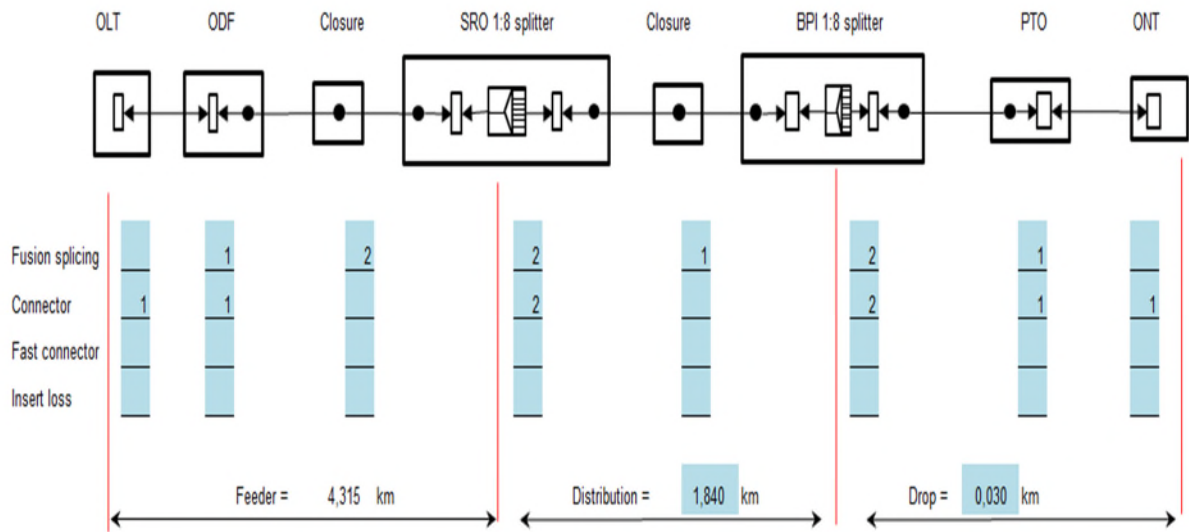 OLT ODF Closure SRO 1:8 splitter Closure BPI 1:8 splitter PTO ONT
Fusion splicing 1 2 2 1 2 1
Connector 1 1 2 2 1 1
Fast connector
Insert loss
Feeder = 4,315 km Distribution = 1,840 km Drop = 0,030 km